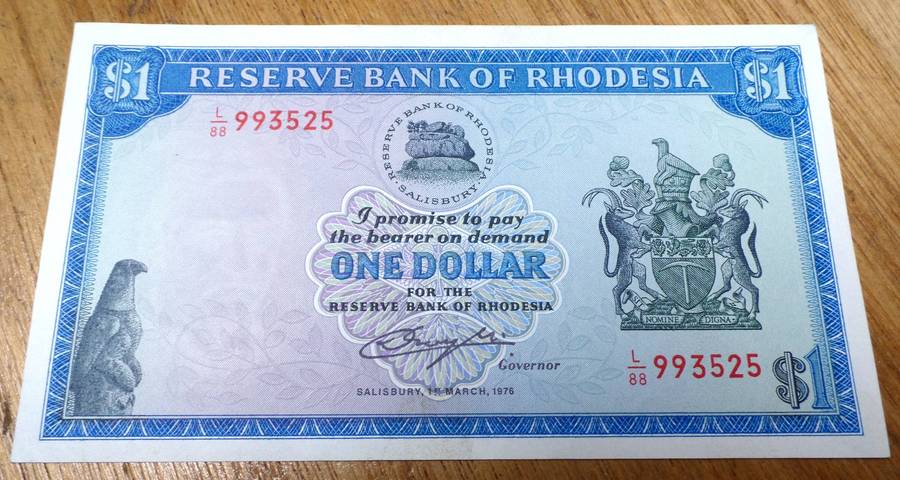 $1 RESERVE BANK OF RHODESIA $1
L/88 993525
RESERVE BANK OF RHODESIA
· SALISBURY ·
I promise to pay
the bearer on demand
ONE DOLLAR
FOR THE
RESERVE BANK OF RHODESIA
Governor
SALISBURY, 1ST MARCH, 1976
NOMINE DIGNA
L/88 993525
$1